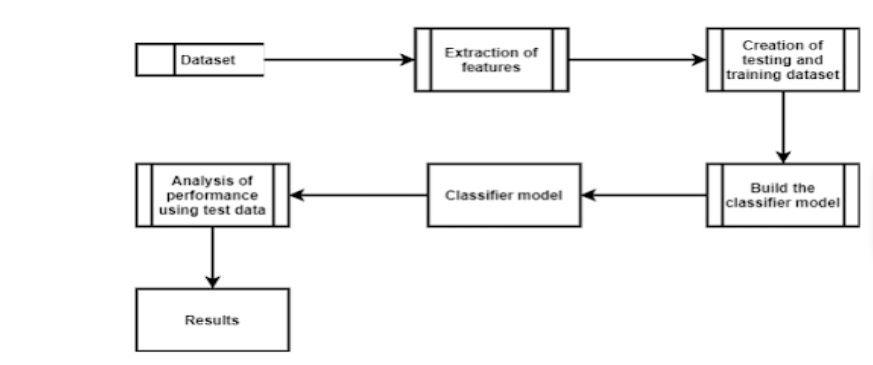 Dataset
Extraction of
features
Creation of
testing and
training dataset
Analysis of
performance
using test data
Classifier model
Build the
classifier model
Results